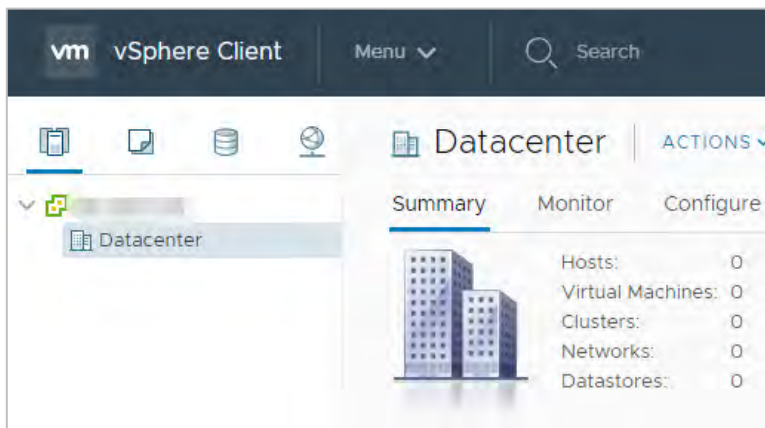 vm vSphere Client Menu Search
Datacenter ACTIONS
Summary Monitor Configure
Datacenter
Hosts: 0
Virtual Machines: 0
Clusters: 0
Networks: 0
Datastores: 0